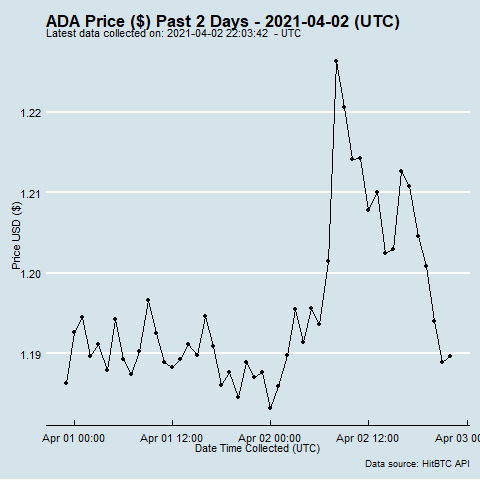 ADA Price ($) Past 2 Days - 2021-04-02 (UTC)
Latest data collected on: 2021-04-02 22:03:42 - UTC
1.22
1.21
1.20
1.19
Price USD ($)
Apr 01 00:00 Apr 01 12:00 Apr 02 00:00 Apr 02 12:00 Apr 03 00
Date Time Collected (UTC)
Data source: HitBTC API